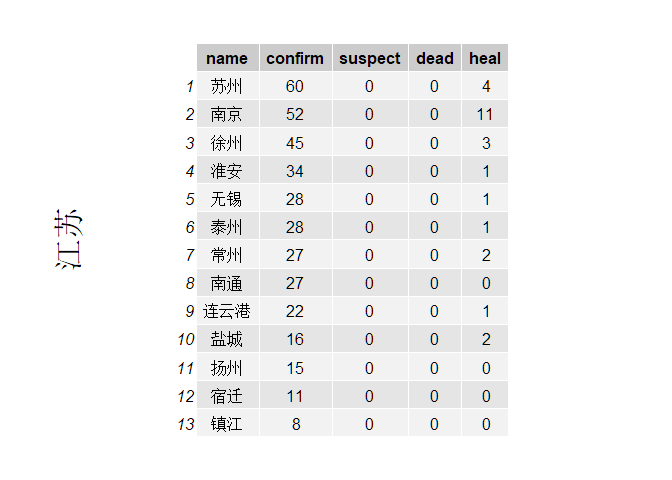 江苏
name confirm suspect dead heal
1 苏州 60 0 0 4
2 南京 52 0 0 11
3 徐州 45 0 0 3
4 淮安 34 0 0 1
5 无锡 28 0 0 1
6 泰州 28 0 0 1
7 常州 27 0 0 2
8 南通 27 0 0 0
9 连云港 22 0 0 1
10 盐城 16 0 0 2
11 扬州 15 0 0 0
12 宿迁 11 0 0 0
13 镇江 8 0 0 0